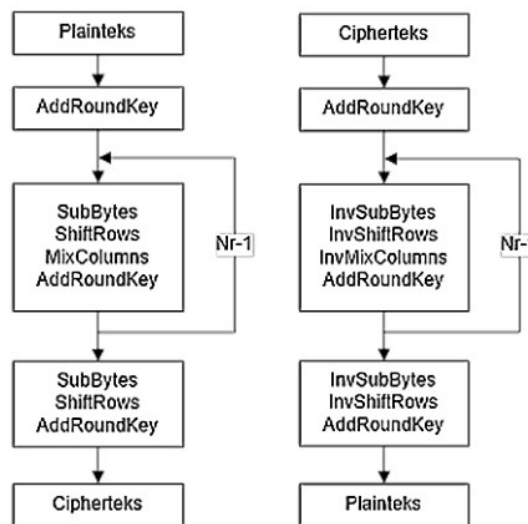 Plainteks
AddRoundKey
SubBytes
ShiftRows
MixColumns
AddRoundKey
Nr-1
SubBytes
ShiftRows
AddRoundKey
Cipherteks
Cipherteks
AddRoundKey
InvSubBytes
InvShiftRows
InvMixColumns
AddRoundKey
Nr-
InvSubBytes
InvShiftRows
AddRoundKey
Plainteks